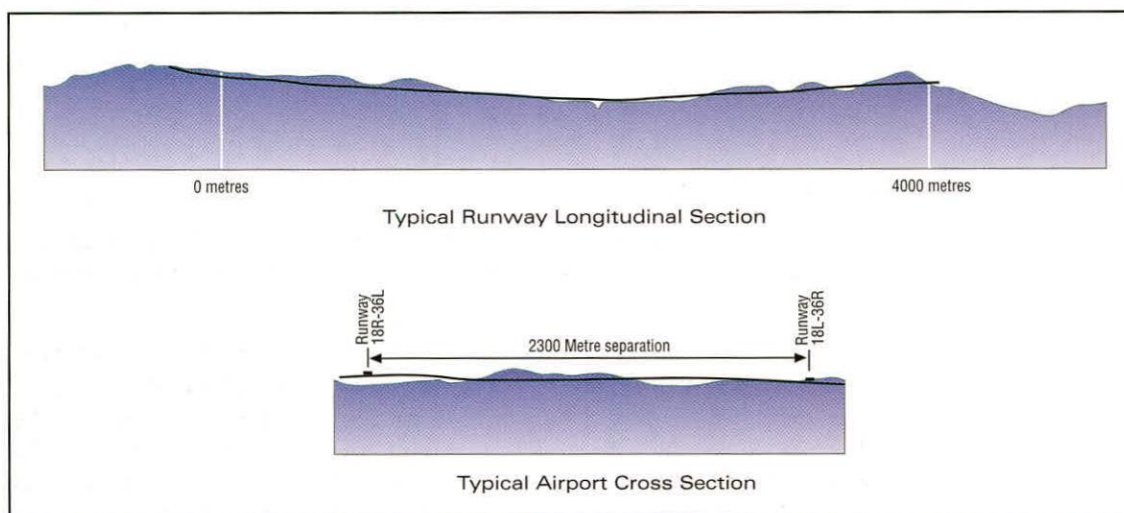 0 metres
4000 metres
Typical Runway Longitudinal Section
Runway
18R-36L
2300 Metre separation
Runway
18L-36R
Typical Airport Cross Section